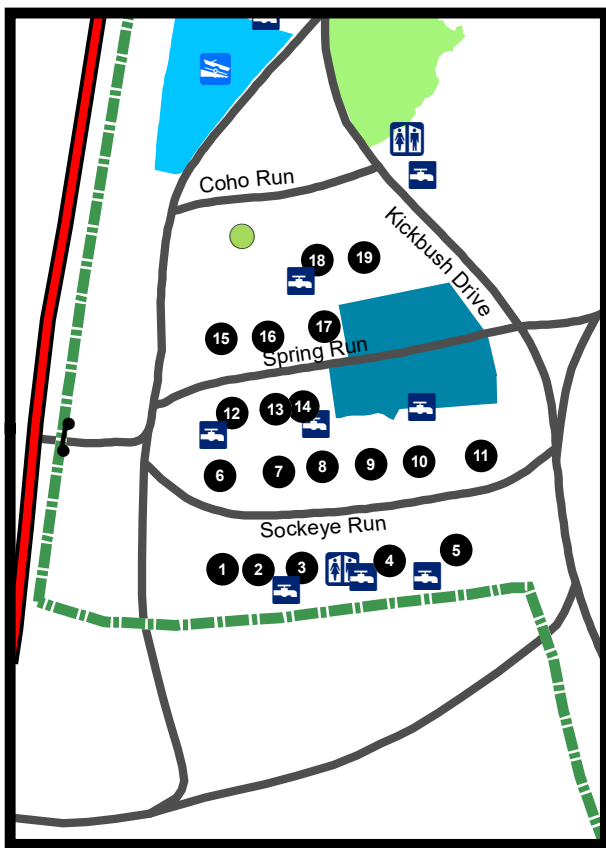 Coho Run
Kickbush Drive
18 19
15 16 17
Spring Run
12 13 14
6 7 8 9 10 11
Sockeye Run
1 2 3 4 5